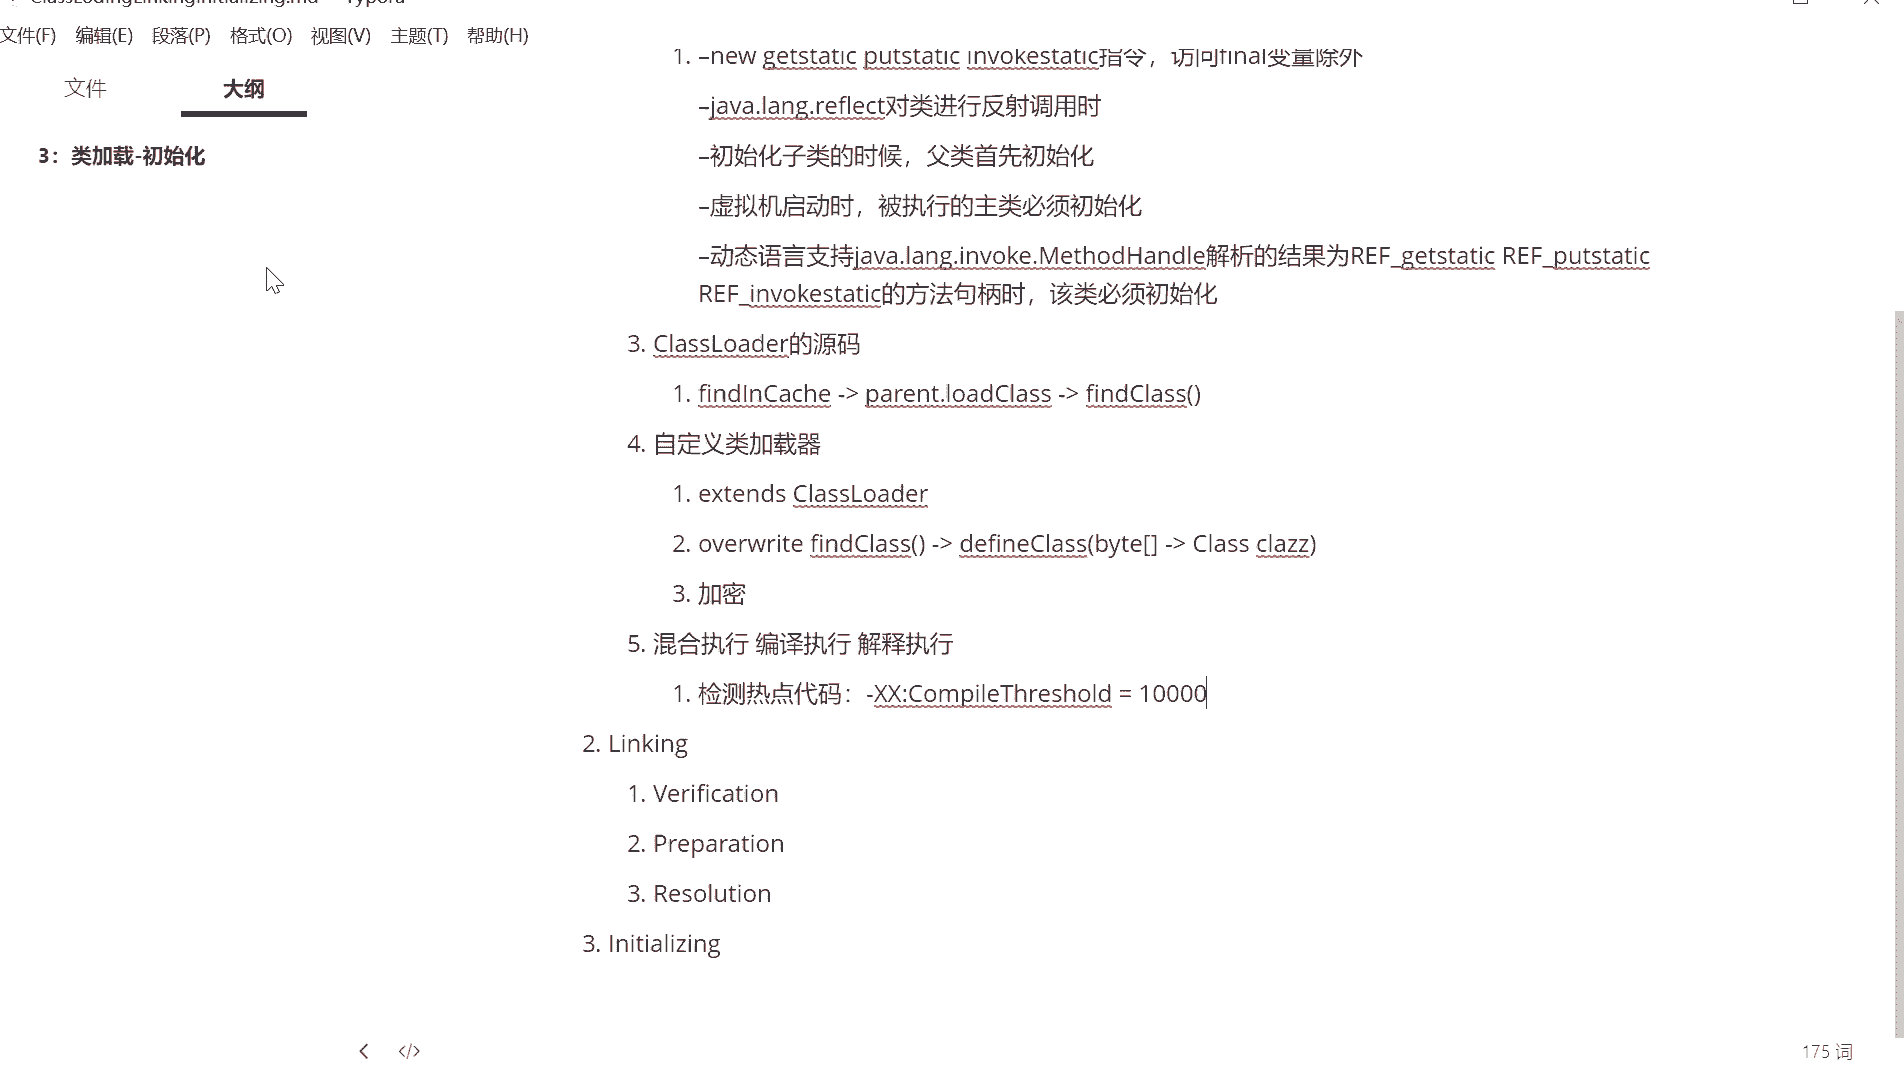 ClassLodingLinkingInitializing.md - Typora
文件(F) 编辑(E) 段落(P) 格式(O) 视图(V) 主题(T) 帮助(H)
文件 大纲
3：类加载-初始化
1. –new getstatic putstatic invokestatic指令，访问final变量除外
–java.lang.reflect对类进行反射调用时
–初始化子类的时候，父类首先初始化
–虚拟机启动时，被执行的主类必须初始化
–动态语言支持java.lang.invoke.MethodHandle解析的结果为REF_getstatic REF_putstatic
REF_invokestatic的方法句柄时，该类必须初始化
3. ClassLoader的源码
1. findInCache -> parent.loadClass -> findClass()
4. 自定义类加载器
1. extends ClassLoader
2. overwrite findClass() -> defineClass(byte[] -> Class clazz)
3. 加密
5. 混合执行 编译执行 解释执行
1. 检测热点代码：-XX:CompileThreshold = 10000
2. Linking
1. Verification
2. Preparation
3. Resolution
3. Initializing
175 词